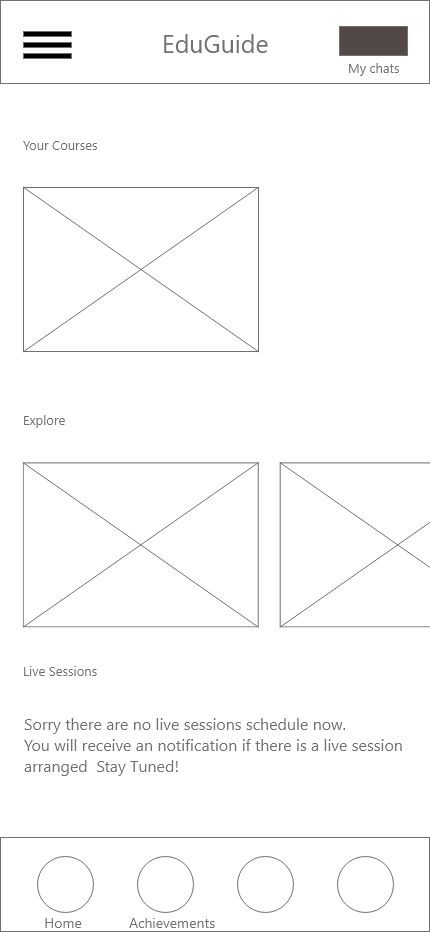 EduGuide
My chats
Your Courses
Explore
Live Sessions
Sorry there are no live sessions schedule now.
You will receive an notification if there is a live session
arranged  Stay Tuned!
Home
Achievements